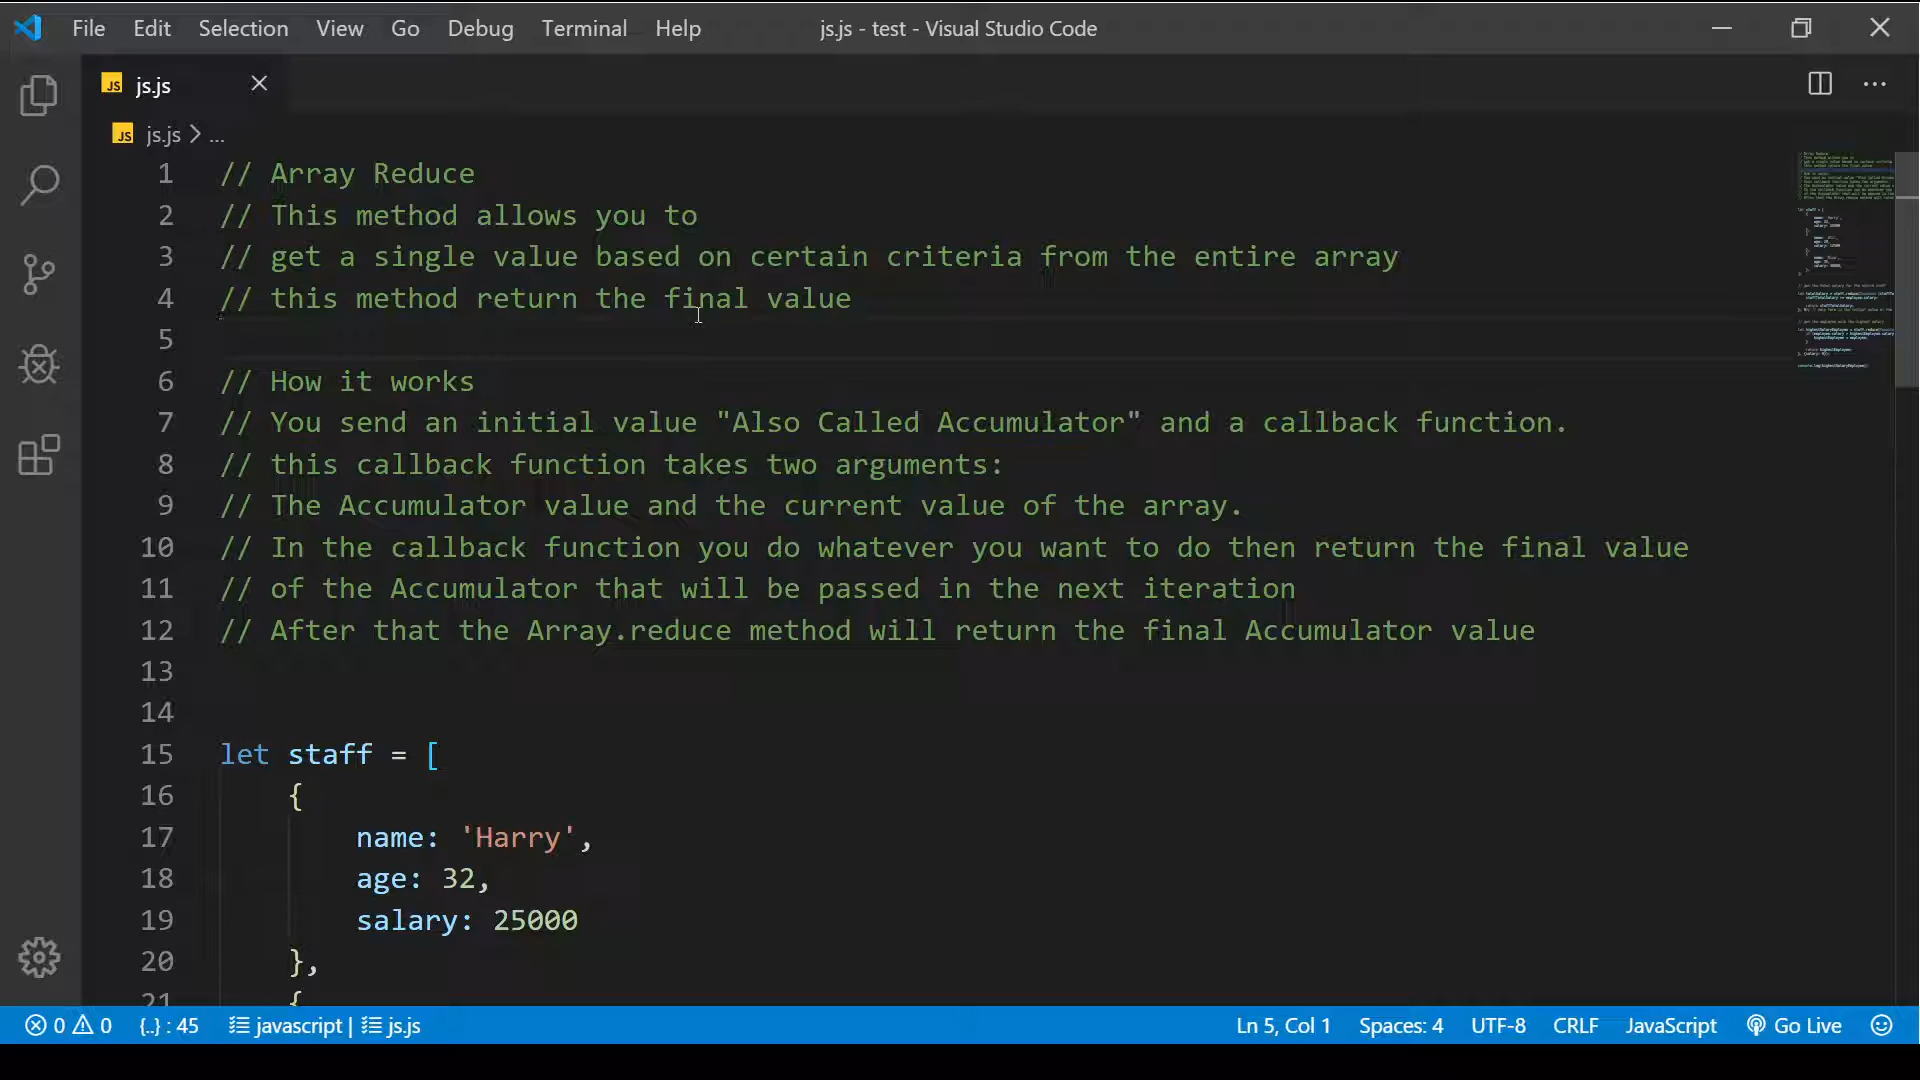 File Edit Selection View Go Debug Terminal Help js.js - test - Visual Studio Code
JS js.js
JS js.js > ...
1 // Array Reduce
2 // This method allows you to
3 // get a single value based on certain criteria from the entire array
4 // this method return the final value
5
6 // How it works
7 // You send an initial value "Also Called Accumulator" and a callback function.
8 // this callback function takes two arguments:
9 // The Accumulator value and the current value of the array.
10 // In the callback function you do whatever you want to do then return the final value
11 // of the Accumulator that will be passed in the next iteration
12 // After that the Array.reduce method will return the final Accumulator value
13
14
15 let staff = [
16 {
17 name: 'Harry',
18 age: 32,
19 salary: 25000
20 },
21 {
0 0 {..} : 45 javascript | js.js Ln 5, Col 1 Spaces: 4 UTF-8 CRLF JavaScript Go Live